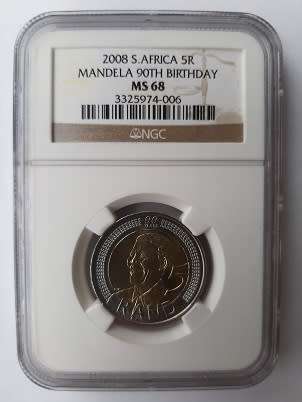 2008 S.AFRICA 5R
MANDELA 90TH BIRTHDAY
MS 68
3325974-006
NGC
90
RAND